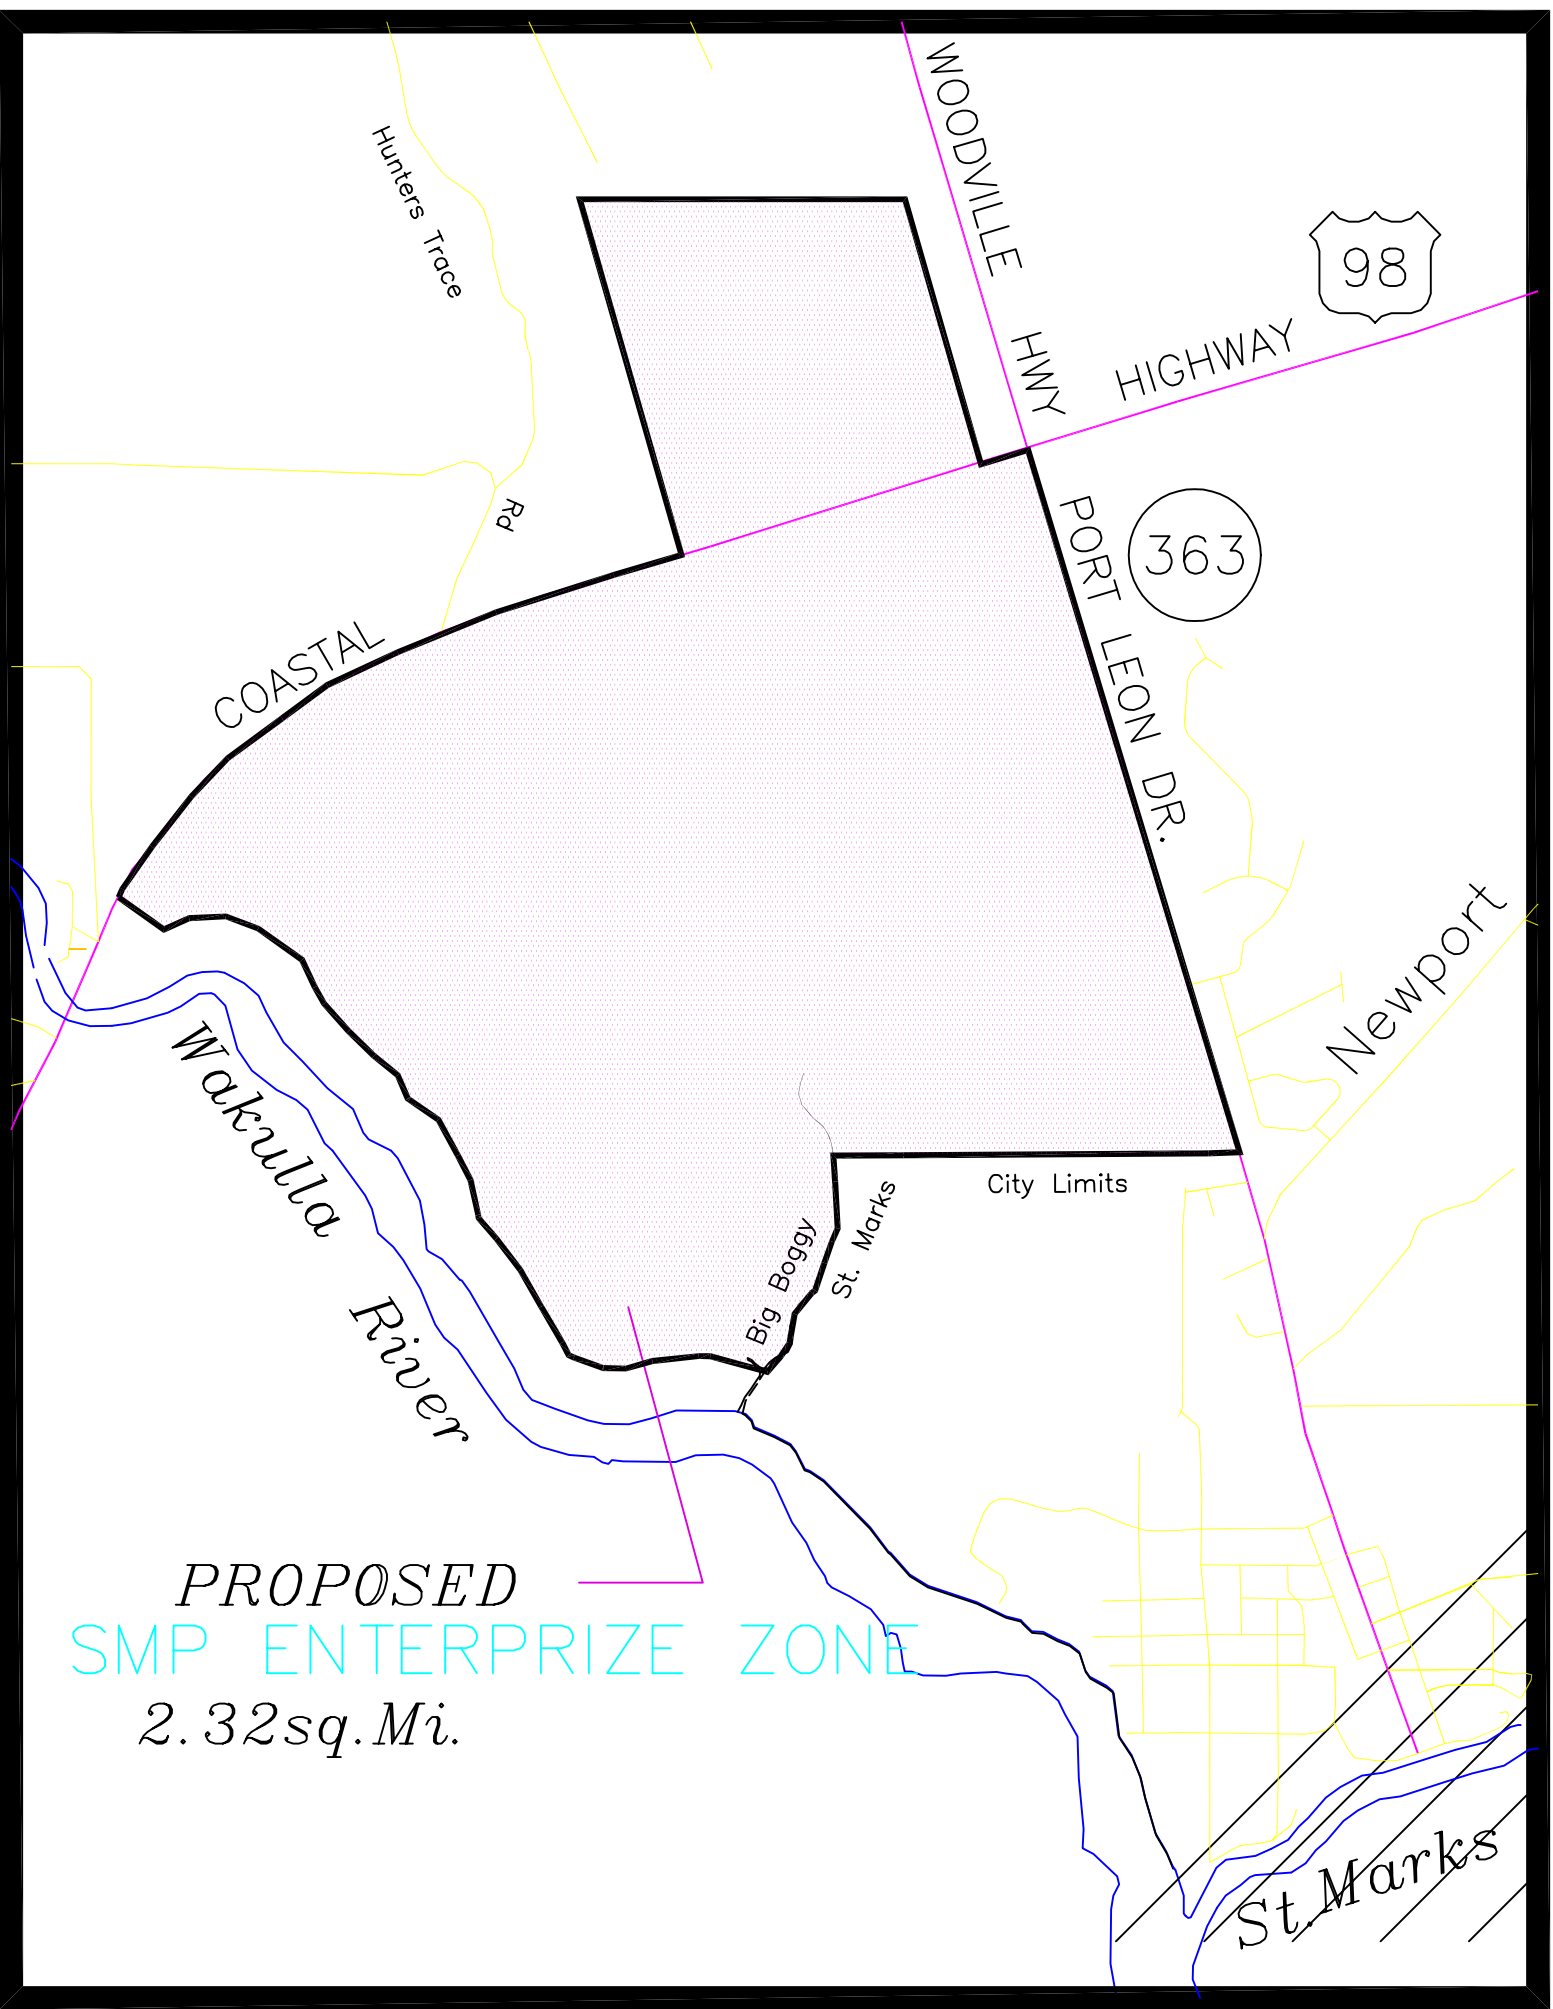 WOODVILLE HWY
Hunters Trace Rd
98
COASTAL HIGHWAY
363
PORT LEON DR.
Newport
Wakulla River
City Limits
St. Marks
Big Boggy
PROPOSED
SMP ENTERPRIZE ZONE
2.32sq.Mi.
St.Marks